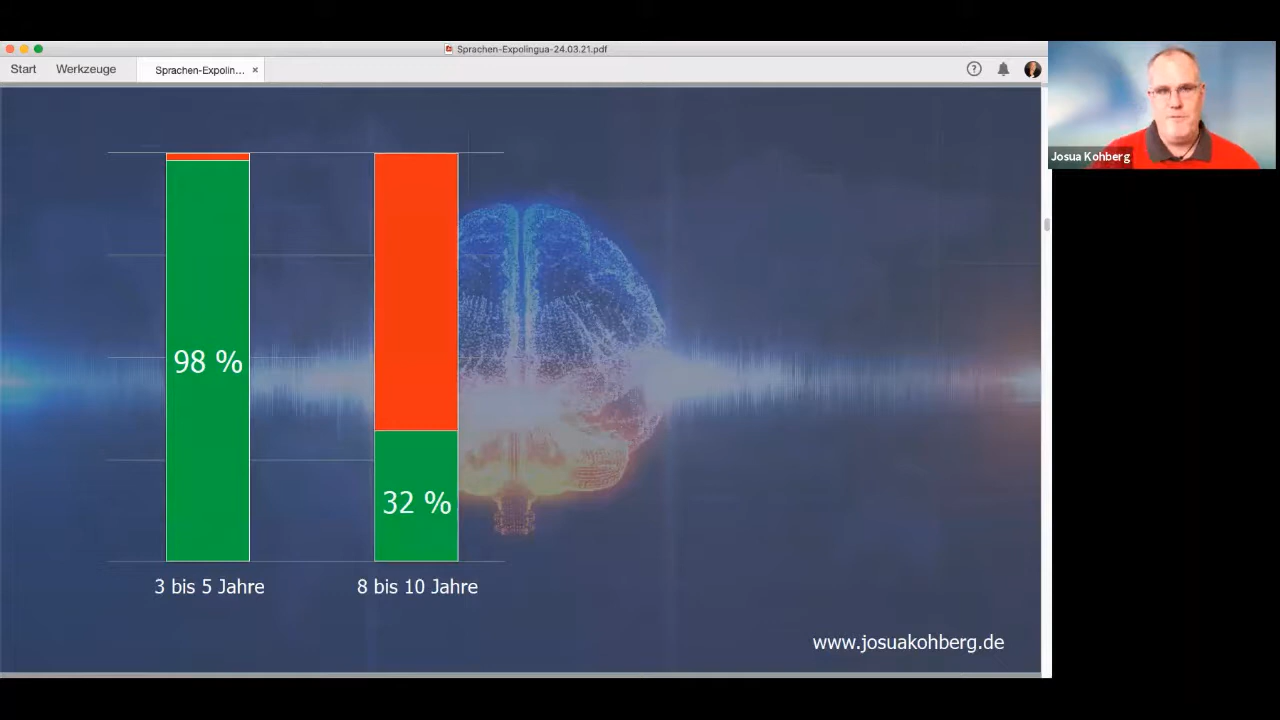 Sprachen-Expolingua-24.03.21.pdf
Start Werkzeuge Sprachen-Expolin... ×
?
Josua Kohberg
98 %
32 %
3 bis 5 Jahre 8 bis 10 Jahre
www.josuakohberg.de